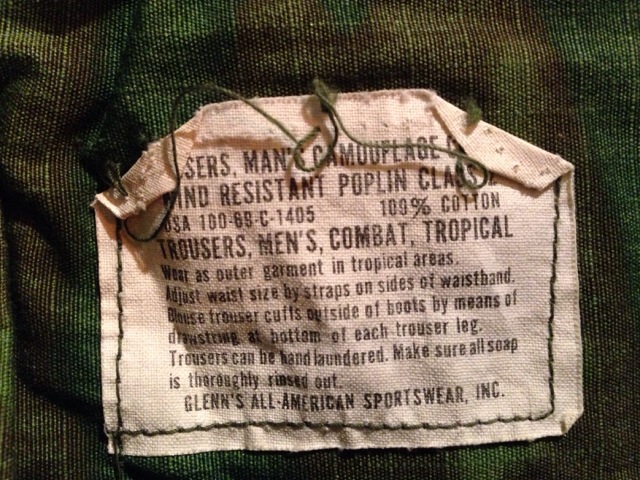 SERS, MAN'S CAMOUFLAGE
WIND RESISTANT POPLIN CLASS
DSA 100-69-C-1405 100% COTTON
TROUSERS, MEN'S, COMBAT, TROPICAL
Wear as outer garment in tropical areas.
Adjust waist size by straps on sides of waistband.
Blouse trouser cuffs outside of boots by means of
drawstring at bottom of each trouser leg.
Trousers can be hand laundered. Make sure all soap
is thoroughly rinsed out.
GLENN'S ALL-AMERICAN SPORTSWEAR, INC.